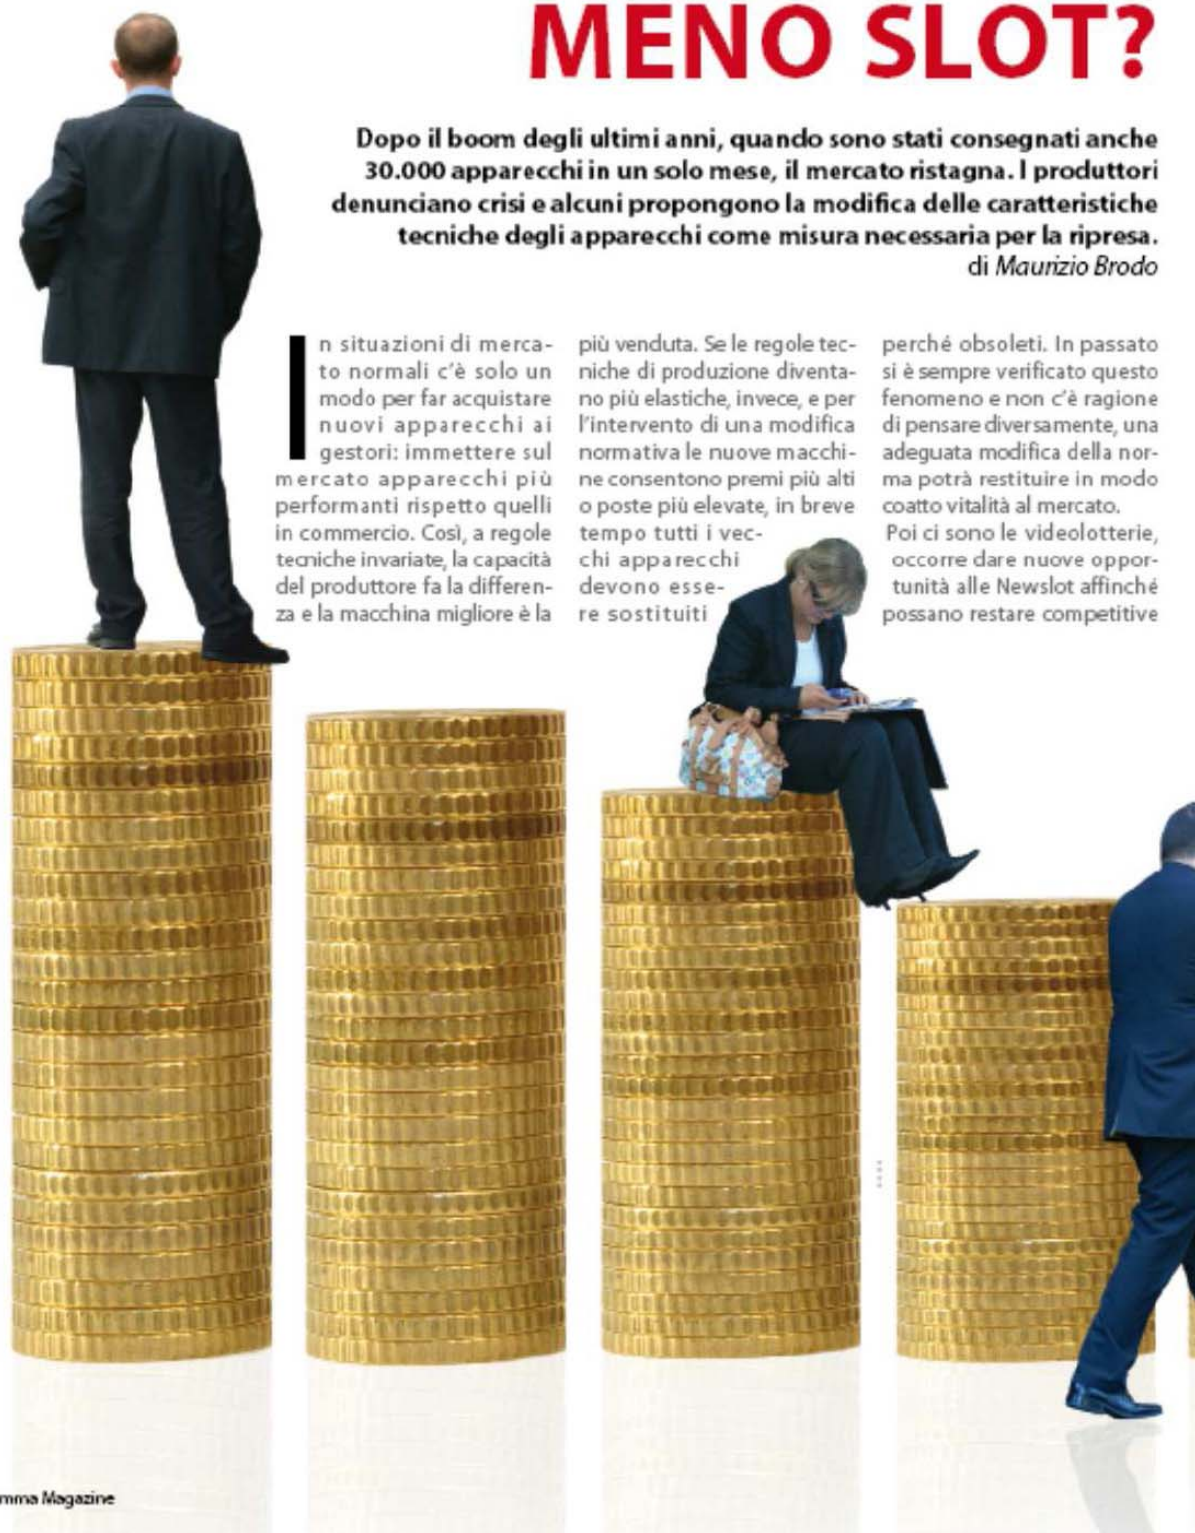 MENO SLOT?
Dopo il boom degli ultimi anni, quando sono stati consegnati anche
30.000 apparecchi in un solo mese, il mercato ristagna. I produttori
denunciano crisi e alcuni propongono la modifica delle caratteristiche
tecniche degli apparecchi come misura necessaria per la ripresa.
di Maurizio Brodo
In situazioni di merca-
to normali c'è solo un
modo per far acquistare
nuovi apparecchi ai
gestori: immettere sul
mercato apparecchi più
performanti rispetto quelli
in commercio. Così, a regole
tecniche invariate, la capacità
del produttore fa la differen-
za e la macchina migliore è la
più venduta. Se le regole tec-
niche di produzione diventa-
no più elastiche, invece, e per
l'intervento di una modifica
normativa le nuove macchi-
ne consentono premi più alti
o poste più elevate, in breve
tempo tutti i vec-
chi apparecchi
devono esse-
re sostituiti
perché obsoleti. In passato
si è sempre verificato questo
fenomeno e non c'è ragione
di pensare diversamente, una
adeguata modifica della nor-
ma potrà restituire in modo
coatto vitalità al mercato.
Poi ci sono le videolotterie,
occorre dare nuove oppor-
tunità alle Newslot affinché
possano restare competitive
mma Magazine